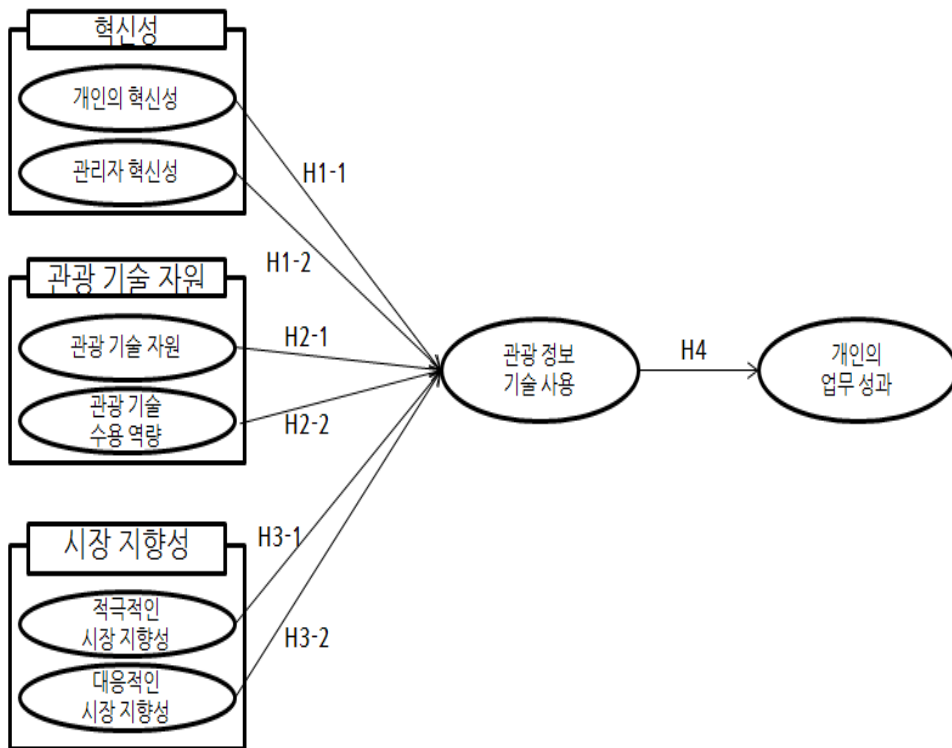 혁신성
개인의 혁신성
관리자 혁신성
H1-1
H1-2
관광 기술 자원
관광 기술 자원
관광 기술
수용 역량
H2-1
H2-2
시장 지향성
적극적인
시장 지향성
대응적인
시장 지향성
H3-1
H3-2
관광 정보
기술 사용
H4
개인의
업무 성과